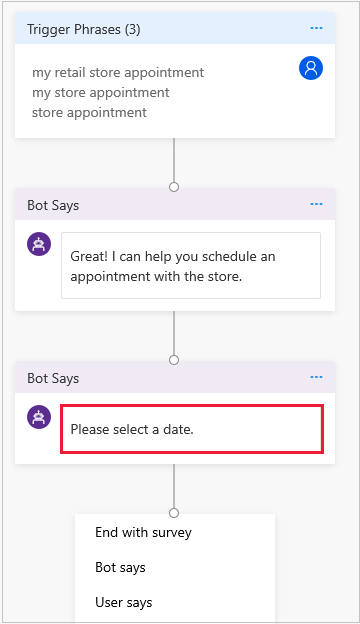 Trigger Phrases (3)
my retail store appointment
my store appointment
store appointment
Bot Says
Great! I can help you schedule an
appointment with the store.
Bot Says
Please select a date.
End with survey
Bot says
User says